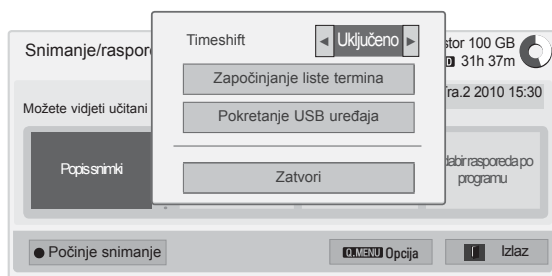 Snimanje/raspor
Timeshift ◄ Uključeno ►
Započinjanje liste termina
Pokretanje USB uređaja
Zatvori
stor 100 GB
31h 37m
Tra.2 2010 15:30
Možete vidjeti učitani
Popis snimki
dabir rasporeda po
programu
● Počinje snimanje
Q.MENU Opcija
Izlaz